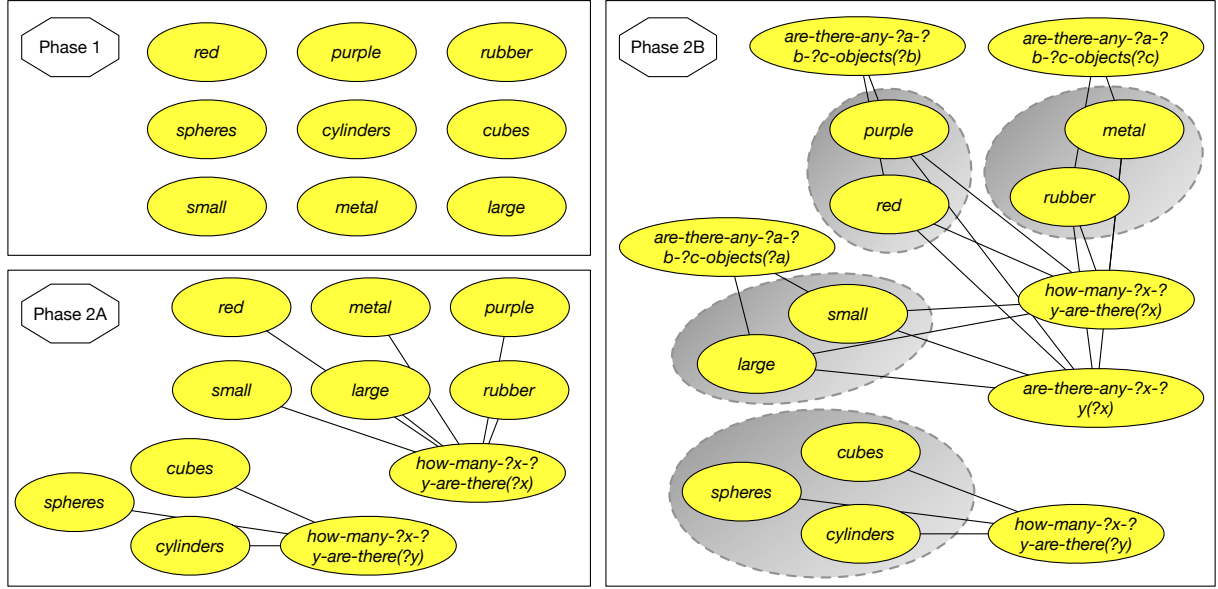 Phase 1
red
purple
rubber
spheres
cylinders
cubes
small
metal
large
Phase 2A
red
metal
purple
small
large
rubber
cubes
how-many-?x-?
y-are-there(?x)
spheres
cylinders
how-many-?x-?
y-are-there(?y)
Phase 2B
are-there-any-?a-?
b-?c-objects(?b)
are-there-any-?a-?
b-?c-objects(?c)
purple
metal
red
rubber
are-there-any-?a-?
b-?c-objects(?a)
small
how-many-?x-?
y-are-there(?x)
large
are-there-any-?x-?
y(?x)
cubes
spheres
cylinders
how-many-?x-?
y-are-there(?y)